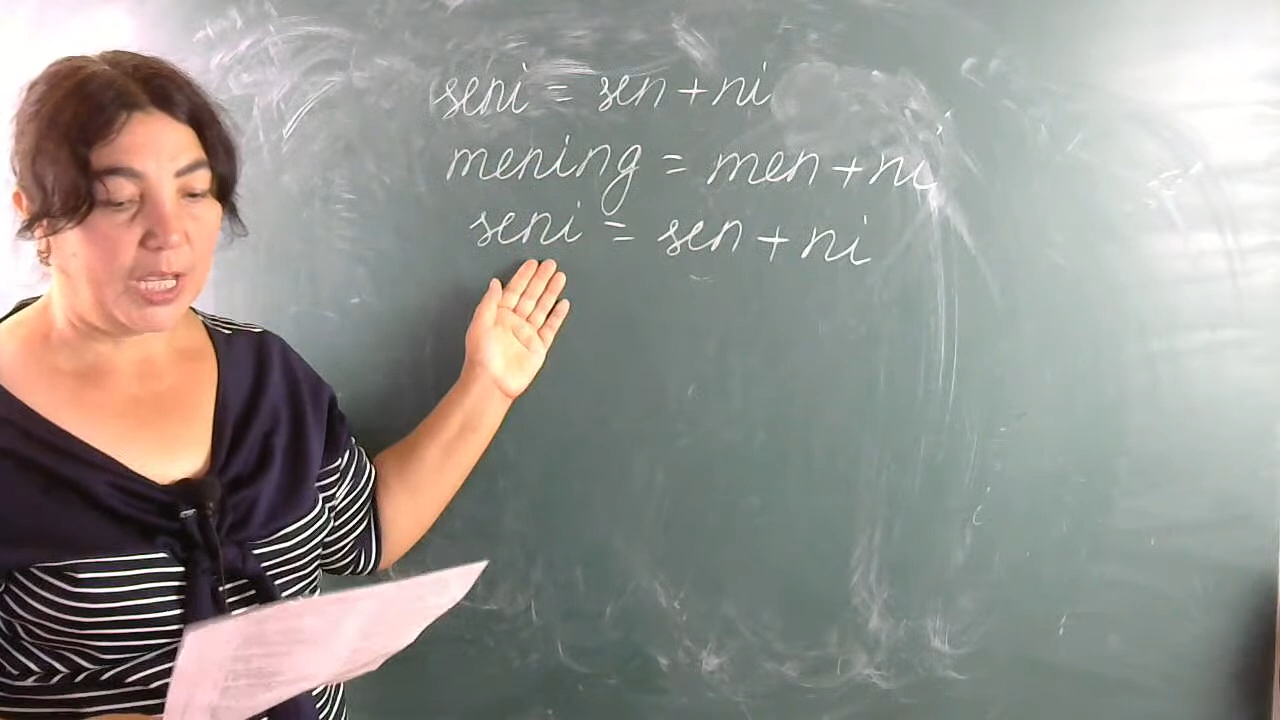 seni = sen + ni
mening = men + ni
seni = sen + ni